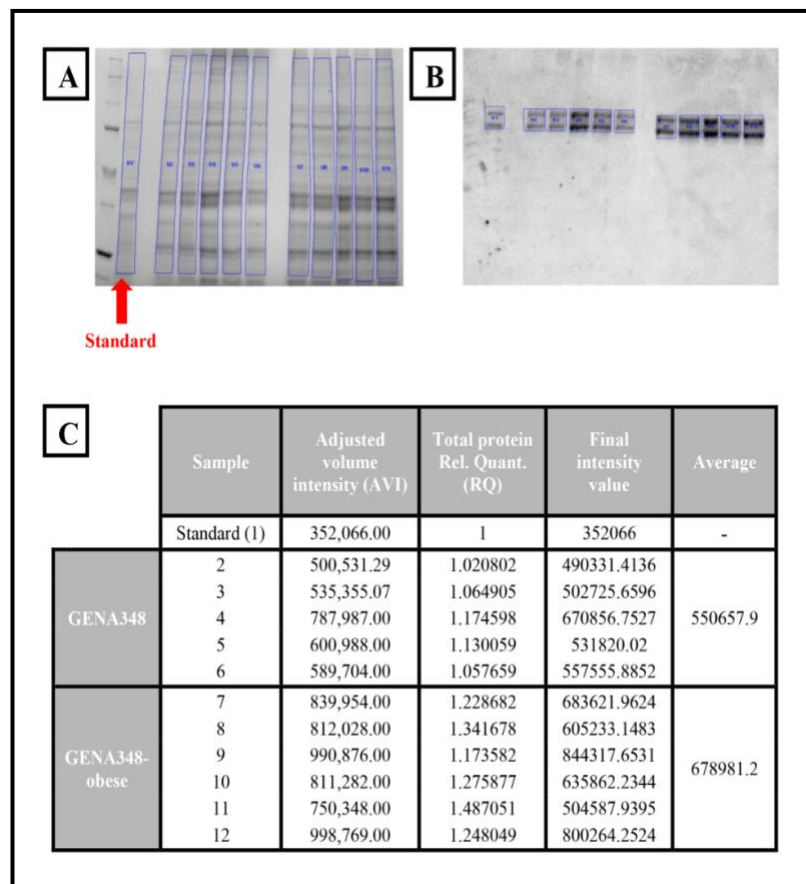 A
B
Standard
C
Sample
Adjusted
volume
intensity (AVI)
Total protein
Rel. Quant.
(RQ)
Final
intensity
value
Average
Standard (1) 352,066.00 1 352066 -
GENA348
2 500,531.29 1.020802 490331.4136
3 535,355.07 1.064905 502725.6596
4 787,987.00 1.174598 670856.7527
5 600,988.00 1.130059 531820.02
6 589,704.00 1.057659 557555.8852
550657.9
GENA348-
obese
7 839,954.00 1.228682 683621.9624
8 812,028.00 1.341678 605233.1483
9 990,876.00 1.173582 844317.6531
10 811,282.00 1.275877 635862.2344
11 750,348.00 1.487051 504587.9395
12 998,769.00 1.248049 800264.2524
678981.2